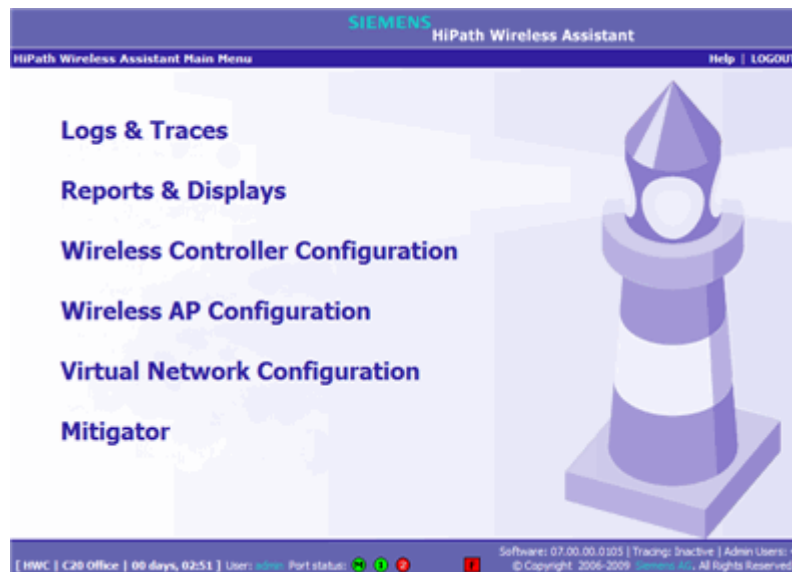 SIEMENS
HiPath Wireless Assistant
HiPath Wireless Assistant Main Menu
Help | LOGOUT
Logs & Traces
Reports & Displays
Wireless Controller Configuration
Wireless AP Configuration
Virtual Network Configuration
Mitigator
[ HWC | C20 Office | 00 days, 02:51 ] User: admin Port status: M 1 2 F
Software: 07.00.00.0105 | Tracing: Inactive | Admin Users:
© Copyright 2006-2009 Siemens AG. All Rights Reserved